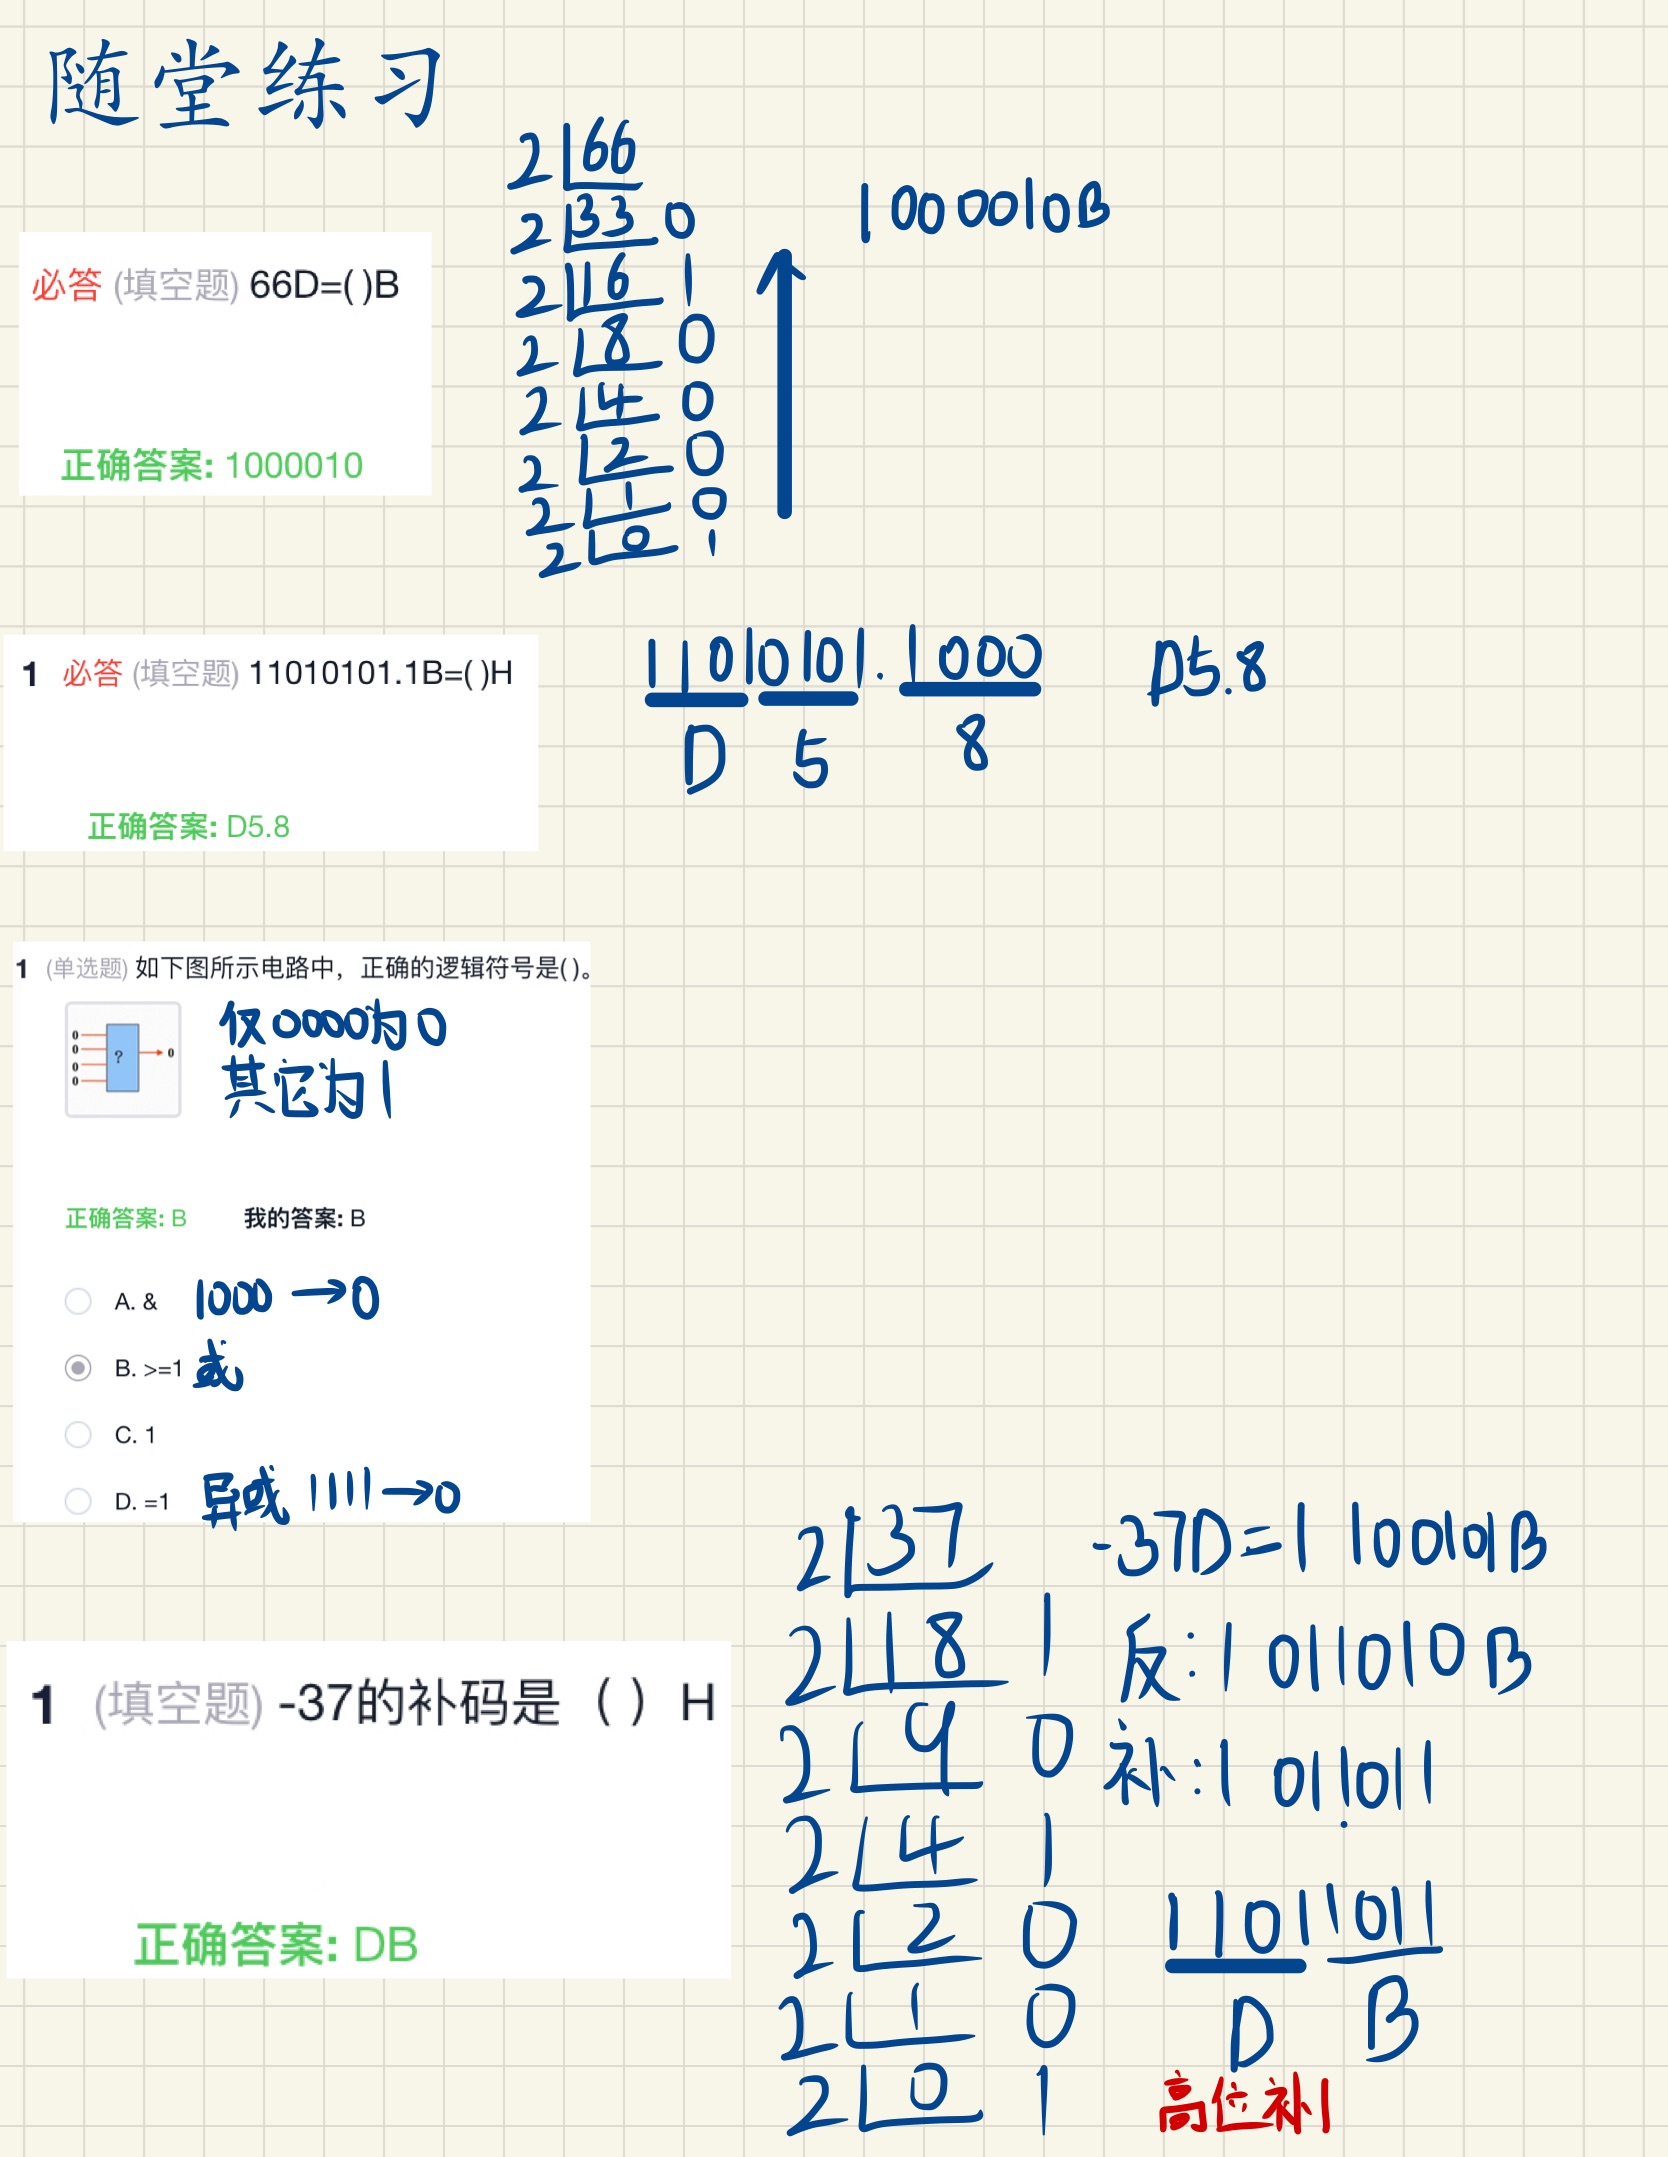 随堂练习
2 66
2 33 0
2 16 1
2 8 0
2 4 0
2 2 0
2 1 0
2 0 1
1000010B
必答 (填空题) 66D=( )B
正确答案: 1000010
1 必答 (填空题) 11010101.1B=( )H
正确答案: D5.8
11010101.1000
D 5 8
D5.8
1 (单选题) 如下图所示电路中，正确的逻辑符号是( )。
0
0
0
0
?
0
仅0000为0
其它为1
正确答案: B 我的答案: B
A. & 1000→0
B. >=1 或
C. 1
D. =1 异或 1111→0
1 (填空题) -37的补码是（ ）H
正确答案: DB
2 37
2 18 1
2 9 0
2 4 1
2 2 0
2 1 0
2 0 1
-37D=1 100101B
反:1 011010B
补:1 011011
11011011
D B
高位补1